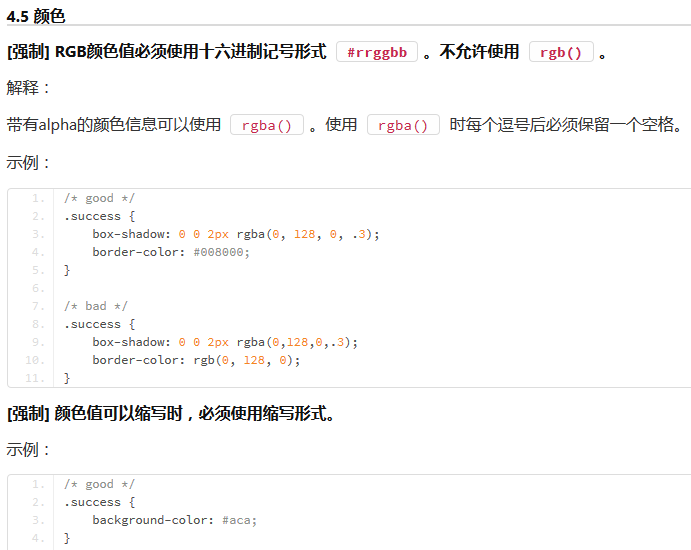 4.5 颜色
[强制] RGB颜色值必须使用十六进制记号形式 #rrggbb 。不允许使用 rgb() 。
解释：
带有alpha的颜色信息可以使用 rgba() 。使用 rgba() 时每个逗号后必须保留一个空格。
示例：
1. /* good */
2. .success {
3.     box-shadow: 0 0 2px rgba(0, 128, 0, .3);
4.     border-color: #008000;
5. }
6.
7. /* bad */
8. .success {
9.     box-shadow: 0 0 2px rgba(0,128,0,.3);
10.     border-color: rgb(0, 128, 0);
11. }
[强制] 颜色值可以缩写时，必须使用缩写形式。
示例：
1. /* good */
2. .success {
3.     background-color: #aca;
4. }